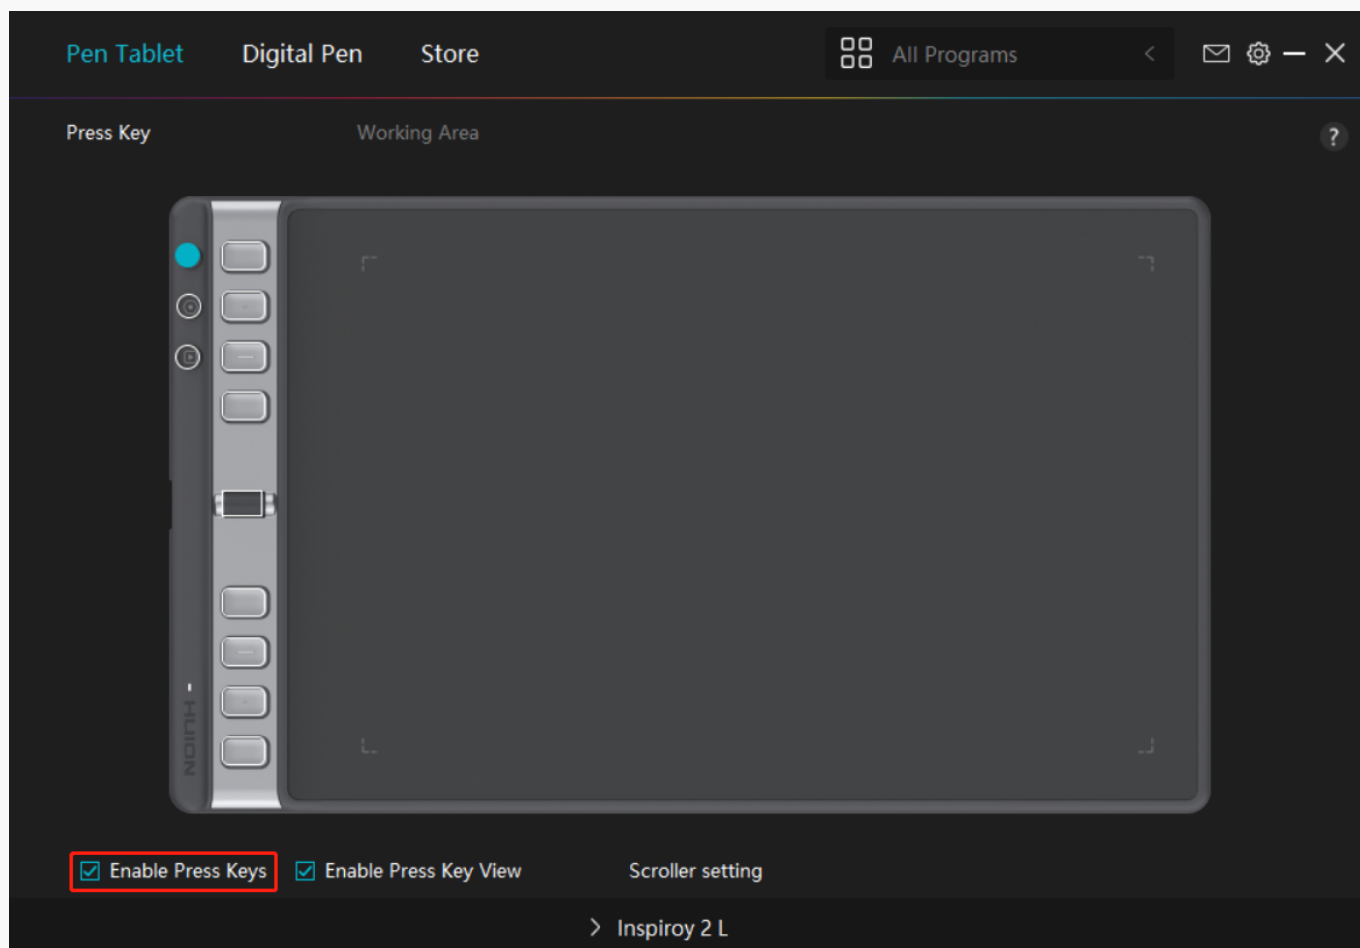 Pen Tablet Digital Pen Store All Programs
Press Key Working Area
?
HUION
Enable Press Keys Enable Press Key View Scroller setting
Inspiroy 2 L